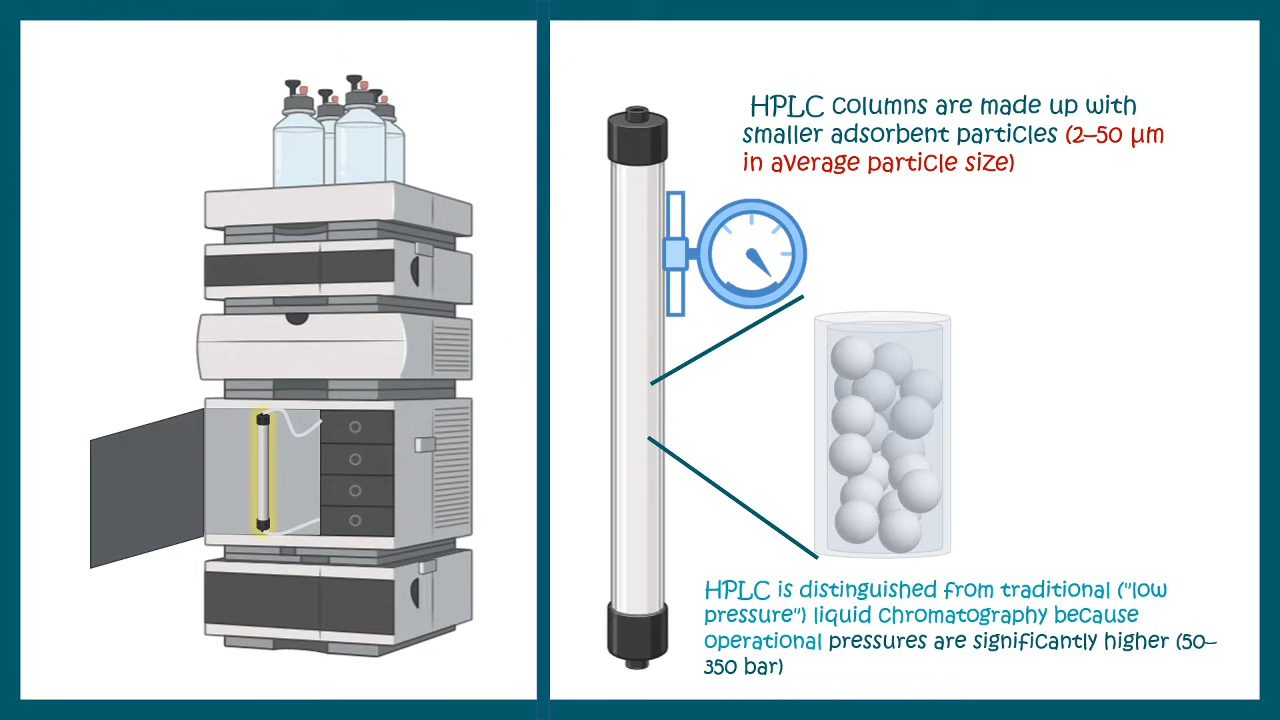 HPLC columns are made up with
smaller adsorbent particles (2–50 μm
in average particle size)
HPLC is distinguished from traditional ("low
pressure") liquid chromatography because
operational pressures are significantly higher (50–
350 bar)